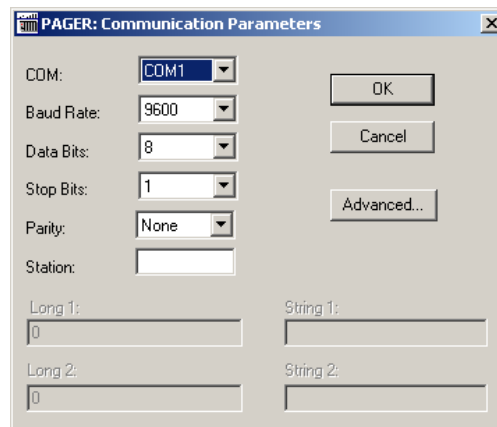 PAGER: Communication Parameters
COM: COM1
OK
Baud Rate: 9600
Cancel
Data Bits: 8
Stop Bits: 1
Advanced...
Parity: None
Station:
Long 1: String 1:
0
Long 2: String 2:
0